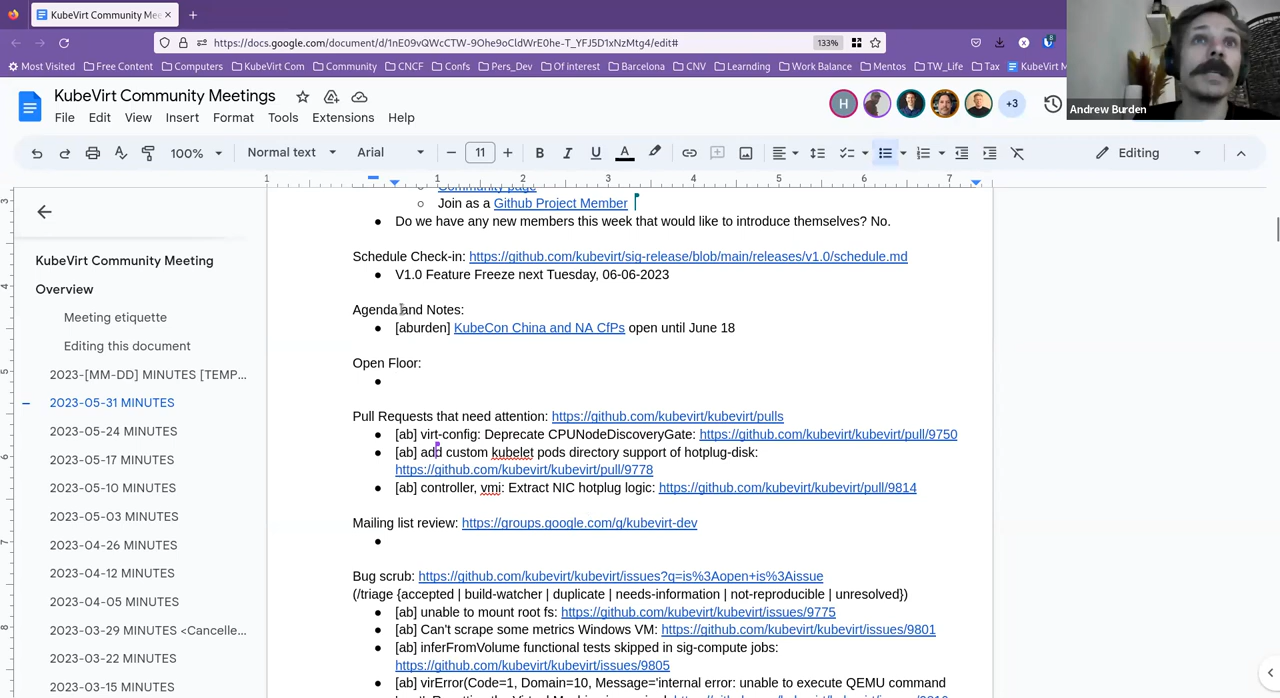 KubeVirt Community Mee
https://docs.google.com/document/d/1nE09vQWcCTW-9Ohe9oCldWrE0he-T_YFJ5D1xNzMtg4/edit#
133%
Most Visited
Free Content
Computers
KubeVirt Com
Community
CNCF
Confs
Pers_Dev
Of interest
Barcelona
CNV
Learnding
Work Balance
Mentos
TW_Life
Tax
KubeVirt M
Andrew Burden
KubeVirt Community Meetings
File Edit View Insert Format Tools Extensions Help
H
+3
100%
Normal text
Arial
11
B I U A
Editing
1 1 2 3 4 5 6 7
KubeVirt Community Meeting
Overview
Meeting etiquette
Editing this document
2023-[MM-DD] MINUTES [TEMP...
2023-05-31 MINUTES
2023-05-24 MINUTES
2023-05-17 MINUTES
2023-05-10 MINUTES
2023-05-03 MINUTES
2023-04-26 MINUTES
2023-04-12 MINUTES
2023-04-05 MINUTES
2023-03-29 MINUTES <Cancelle...
2023-03-22 MINUTES
2023-03-15 MINUTES
Community page
Join as a Github Project Member
Do we have any new members this week that would like to introduce themselves? No.
Schedule Check-in: https://github.com/kubevirt/sig-release/blob/main/releases/v1.0/schedule.md
V1.0 Feature Freeze next Tuesday, 06-06-2023
Agenda and Notes:
[aburden] KubeCon China and NA CfPs open until June 18
Open Floor:
Pull Requests that need attention: https://github.com/kubevirt/kubevirt/pulls
[ab] virt-config: Deprecate CPUNodeDiscoveryGate: https://github.com/kubevirt/kubevirt/pull/9750
[ab] add custom kubelet pods directory support of hotplug-disk:
https://github.com/kubevirt/kubevirt/pull/9778
[ab] controller, vmi: Extract NIC hotplug logic: https://github.com/kubevirt/kubevirt/pull/9814
Mailing list review: https://groups.google.com/g/kubevirt-dev
Bug scrub: https://github.com/kubevirt/kubevirt/issues?q=is%3Aopen+is%3Aissue
(/triage {accepted | build-watcher | duplicate | needs-information | not-reproducible | unresolved})
[ab] unable to mount root fs: https://github.com/kubevirt/kubevirt/issues/9775
[ab] Can't scrape some metrics Windows VM: https://github.com/kubevirt/kubevirt/issues/9801
[ab] inferFromVolume functional tests skipped in sig-compute jobs:
https://github.com/kubevirt/kubevirt/issues/9805
[ab] virError(Code=1, Domain=10, Message='internal error: unable to execute QEMU command